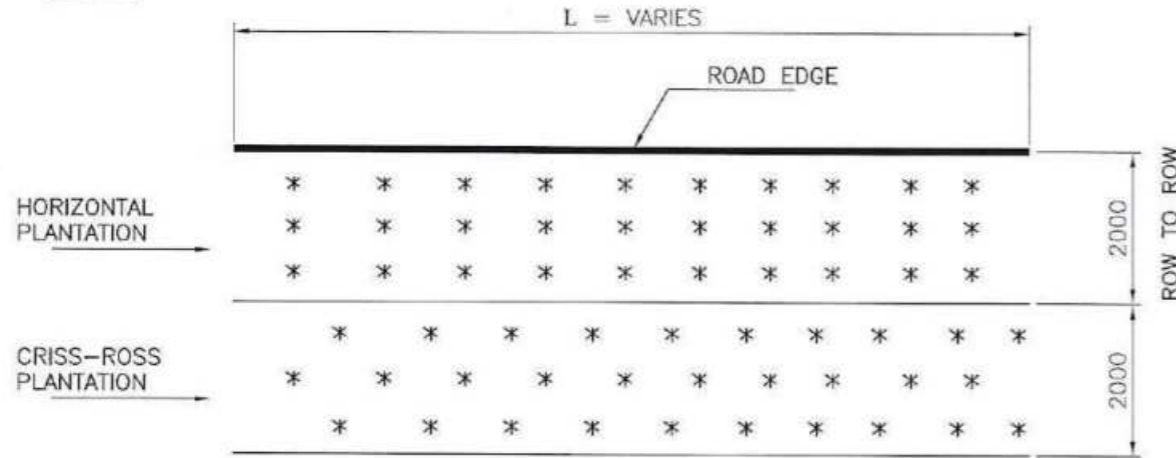 L = VARIES
ROAD EDGE
HORIZONTAL
PLANTATION
2000
ROW TO ROW
CRISS-ROSS
PLANTATION
2000